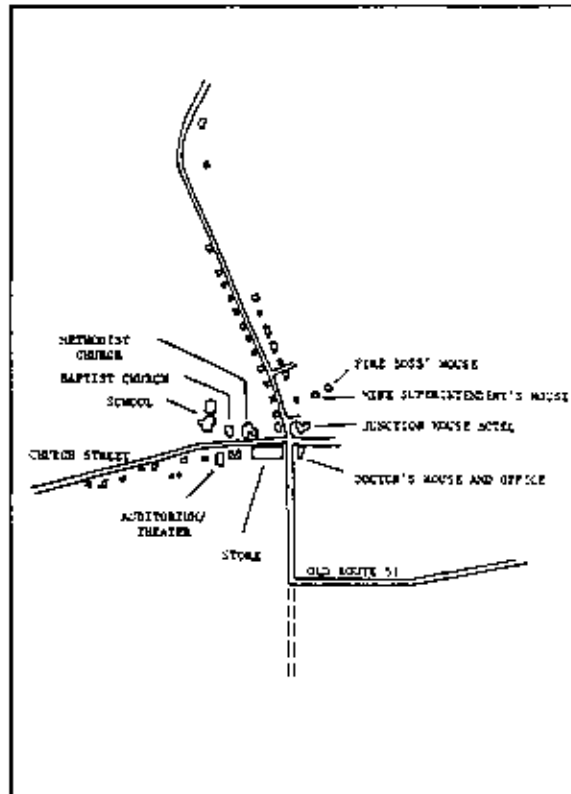 METHODIST
CHURCH
BAPTIST CHURCH
SCHOOL
CHURCH STREET
AUDITORIUM/
THEATER
STORE
FIRE BOSS' HOUSE
MINE SUPERINTENDENT'S HOUSE
JUNCTION HOUSE HOTEL
DOCTOR'S HOUSE AND OFFICE
OLD ROUTE